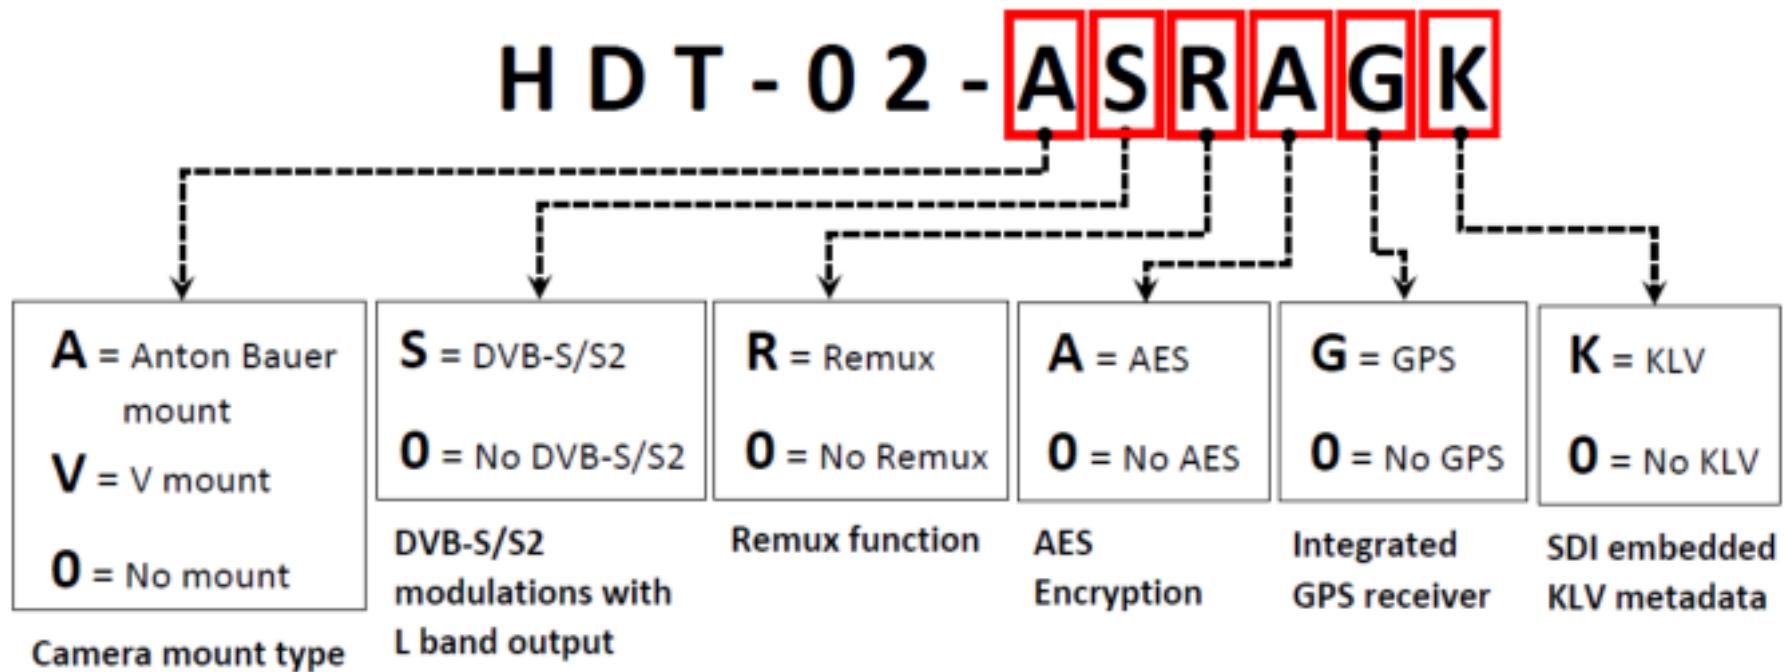 HDT-02-ASRAGK
A = Anton Bauer
mount
V = V mount
0 = No mount
Camera mount type
S = DVB-S/S2
0 = No DVB-S/S2
DVB-S/S2
modulations with
L band output
R = Remux
0 = No Remux
Remux function
A = AES
0 = No AES
AES
Encryption
G = GPS
0 = No GPS
Integrated
GPS receiver
K = KLV
0 = No KLV
SDI embedded
KLV metadata